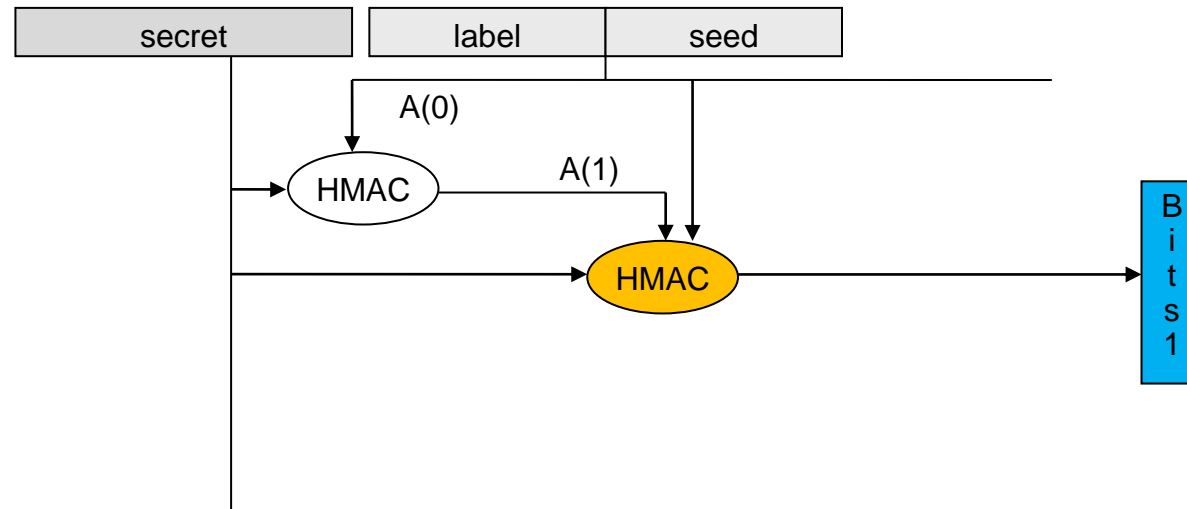 secret
label
seed
A(0)
HMAC
A(1)
HMAC
B
i
t
s
1